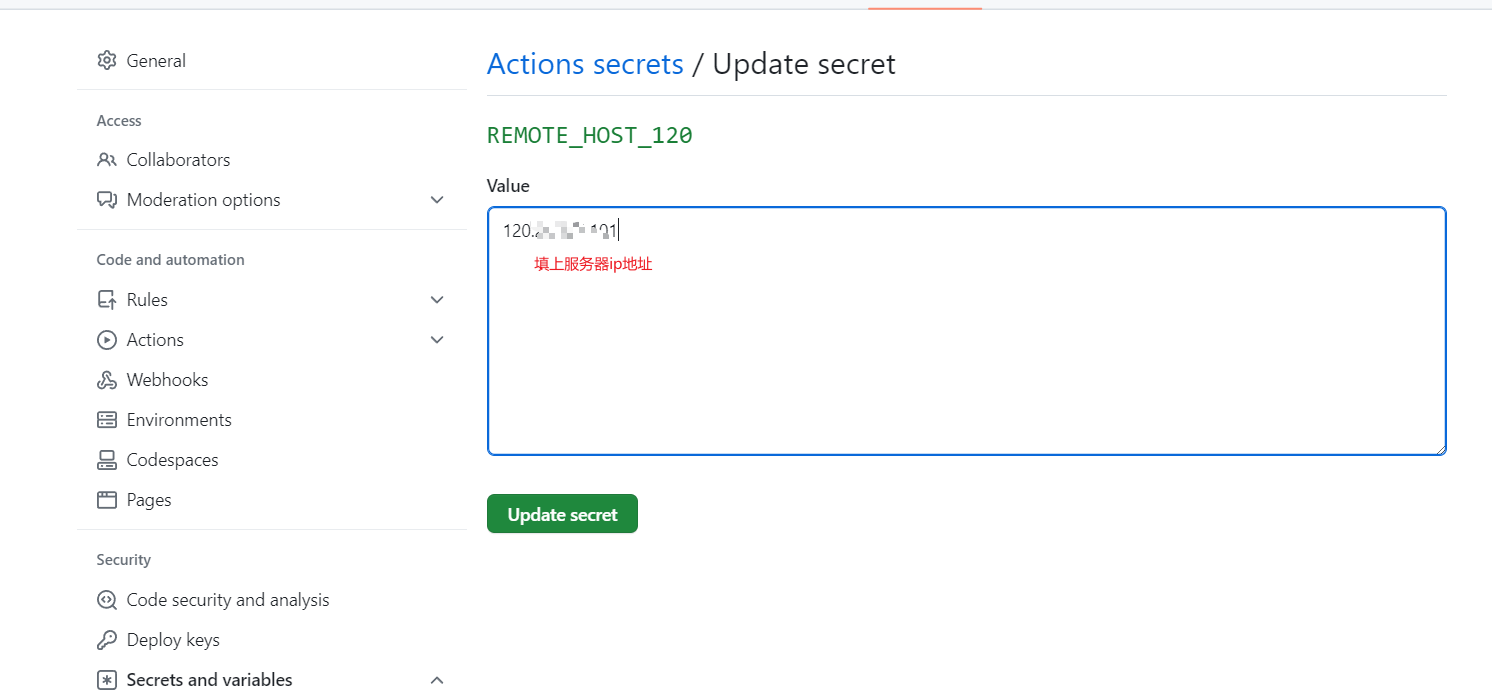 General
Access
Collaborators
Moderation options
Code and automation
Rules
Actions
Webhooks
Environments
Codespaces
Pages
Security
Code security and analysis
Deploy keys
Secrets and variables
Actions secrets / Update secret
REMOTE_HOST_120
Value
120.
填上服务器ip地址
Update secret